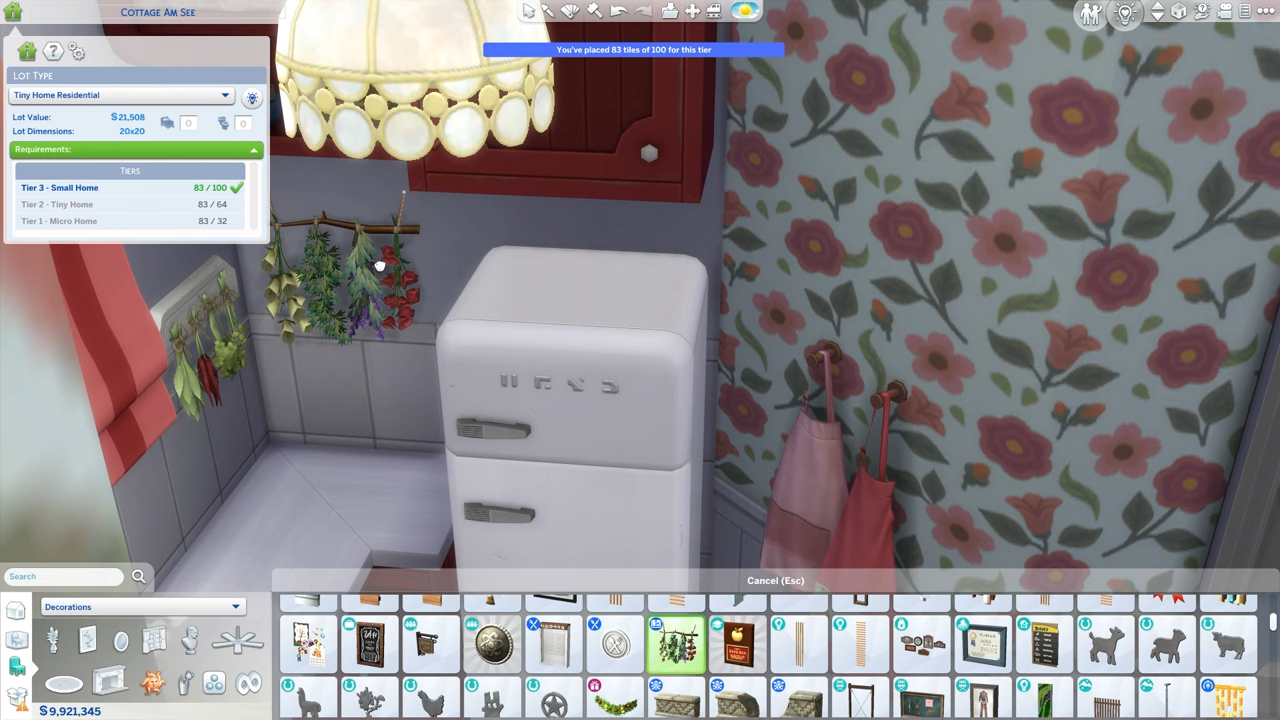 Cottage Am See
You've placed 83 tiles of 100 for this tier
Lot Type
Tiny Home Residential
Lot Value: §21,508
Lot Dimensions: 20x20
0
0
Requirements:
Tiers
Tier 3 - Small Home 83 / 100
Tier 2 - Tiny Home 83 / 64
Tier 1 - Micro Home 83 / 32
Cancel (Esc)
Search
Decorations
§9,921,345